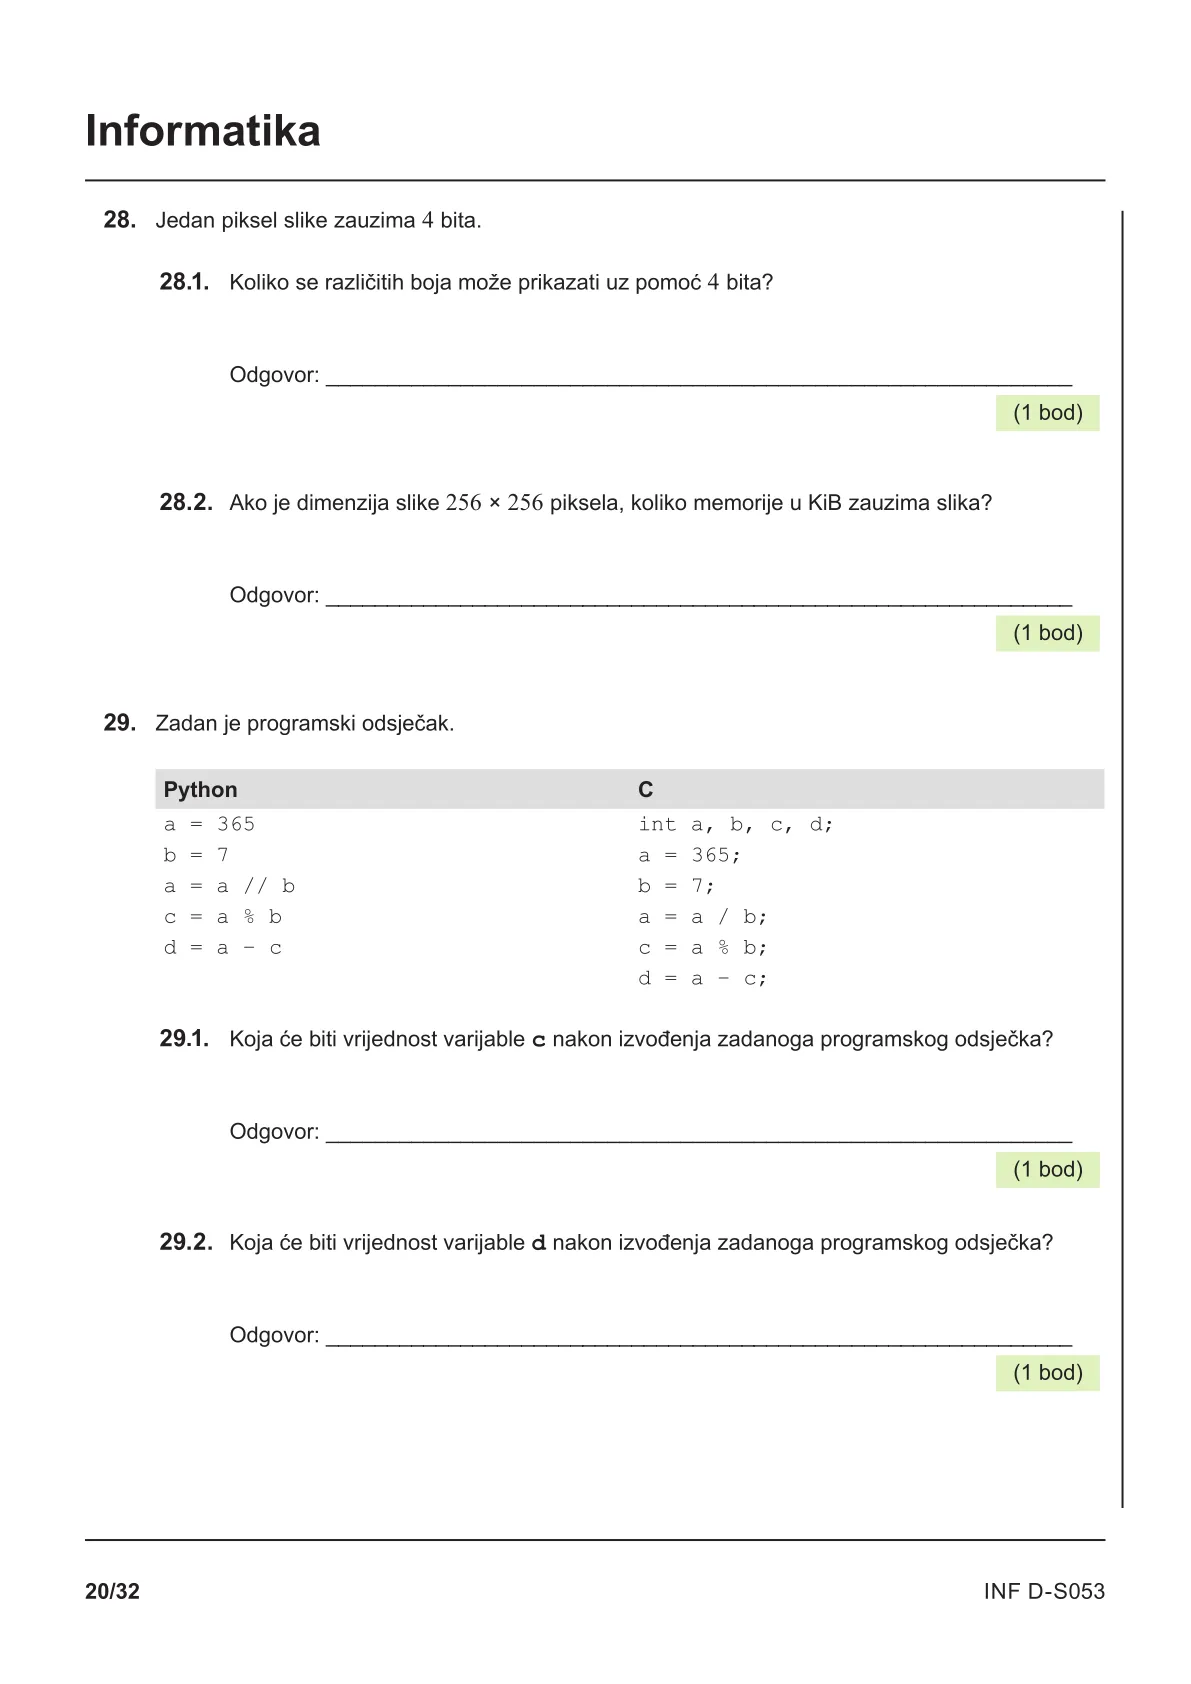 Informatika
28. Jedan piksel slike zauzima 4 bita.
28.1. Koliko se različitih boja može prikazati uz pomoć 4 bita?
Odgovor: ______________________________________________________________
(1 bod)
28.2. Ako je dimenzija slike 256 × 256 piksela, koliko memorije u KiB zauzima slika?
Odgovor: ______________________________________________________________
(1 bod)
29. Zadan je programski odsječak.
Python C
a = 365 int a, b, c, d;
b = 7 a = 365;
a = a // b b = 7;
c = a % b a = a / b;
d = a – c c = a % b;
d = a – c;
29.1. Koja će biti vrijednost varijable c nakon izvođenja zadanoga programskog odsječka?
Odgovor: ______________________________________________________________
(1 bod)
29.2. Koja će biti vrijednost varijable d nakon izvođenja zadanoga programskog odsječka?
Odgovor: ______________________________________________________________
(1 bod)
20/32 INF D-S053